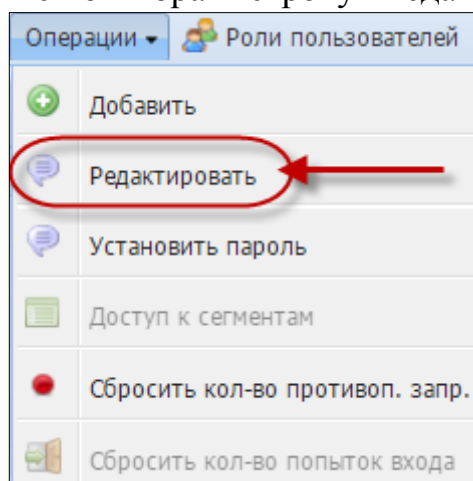 Операции Роли пользователей
Добавить
Редактировать
Установить пароль
Доступ к сегментам
Сбросить кол-во противоп. запр.
Сбросить кол-во попыток входа